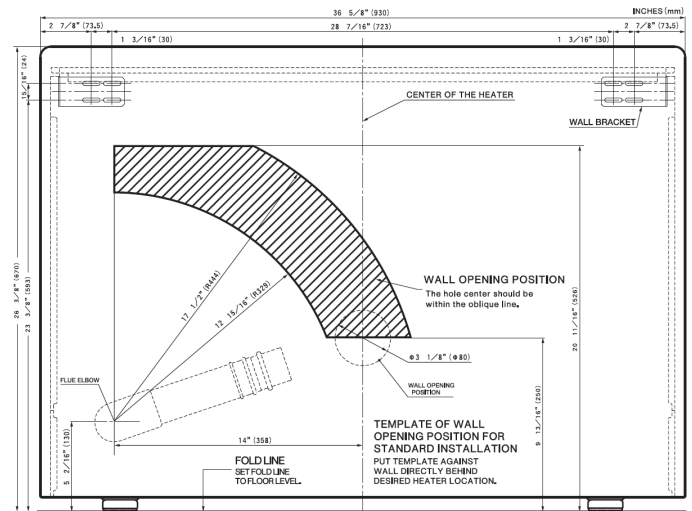 36 5/8" (930)
INCHES (mm)
2 7/8" (73.5)
28 7/16" (723)
2 7/8" (73.5)
1 3/16" (30)
1 3/16" (30)
15/16" (24)
CENTER OF THE HEATER
WALL BRACKET
26 3/8" (670)
23 3/8" (593)
17 1/2" (R444)
12 15/16" (R329)
WALL OPENING POSITION
The hole center should be
within the oblique line.
20 11/16" (526)
Φ3 1/8" (Φ80)
FLUE ELBOW
WALL OPENING
POSITION
9 13/16" (250)
14" (358)
5 2/16" (130)
TEMPLATE OF WALL
OPENING POSITION FOR
STANDARD INSTALLATION
PUT TEMPLATE AGAINST
WALL DIRECTLY BEHIND
DESIRED HEATER LOCATION.
FOLD LINE
SET FOLD LINE
TO FLOOR LEVEL.